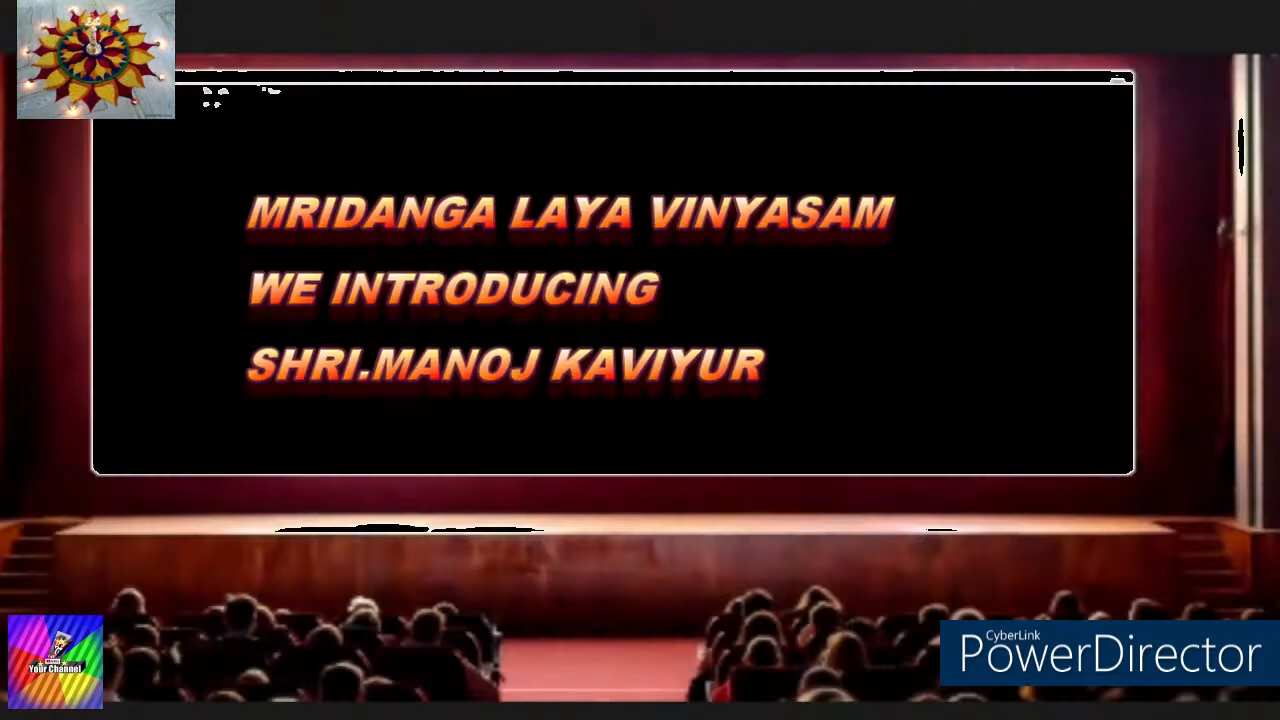 MRIDANGA LAYA VINYASAM
WE INTRODUCING
SHRI.MANOJ KAVIYUR
Your Channel
CyberLink
PowerDirector